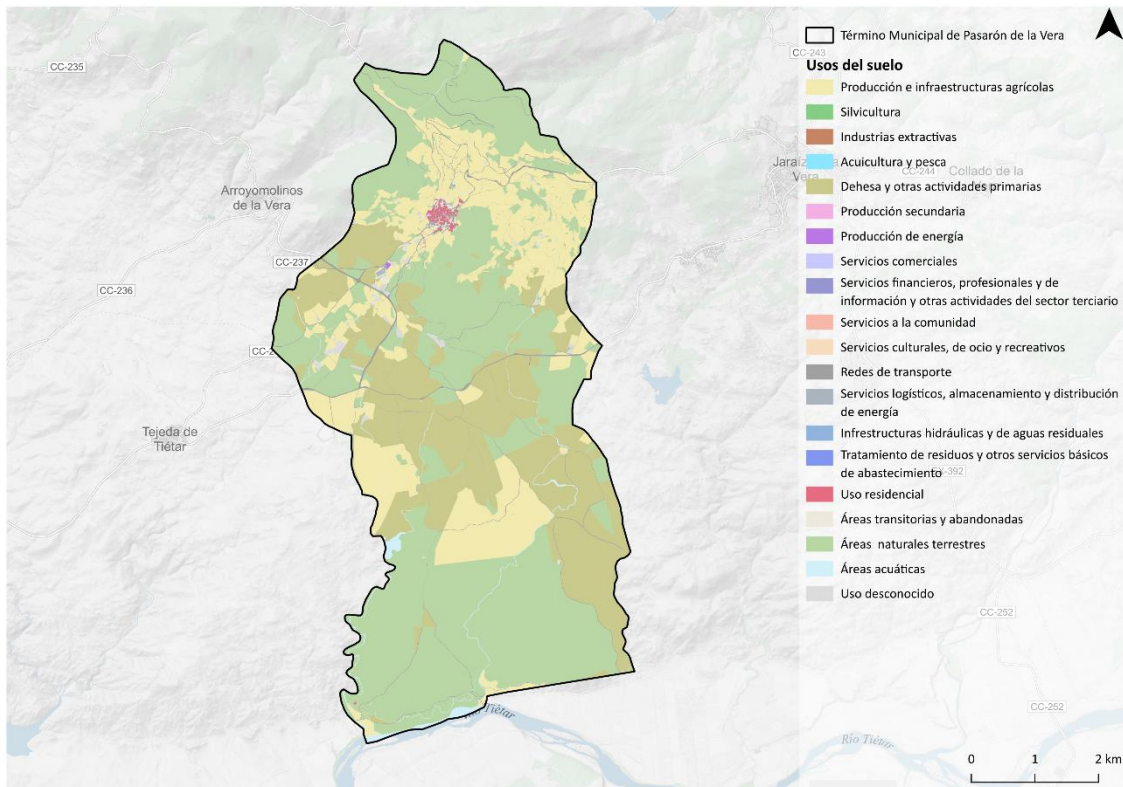 Término Municipal de Pasarón de la Vera
Usos del suelo
Producción e infraestructuras agrícolas
Silvicultura
Industrias extractivas
Acuicultura y pesca
Dehesa y otras actividades primarias
Producción secundaria
Producción de energía
Servicios comerciales
Servicios financieros, profesionales y de
información y otras actividades del sector terciario
Servicios a la comunidad
Servicios culturales, de ocio y recreativos
Redes de transporte
Servicios logísticos, almacenamiento y distribución
de energía
Infrestructuras hidráulicas y de aguas residuales
Tratamiento de residuos y otros servicios básicos
de abastecimiento
Uso residencial
Áreas transitorias y abandonadas
Áreas naturales terrestres
Áreas acuáticas
Uso desconocido
CC-235
CC-243
Arroyomolinos
de la Vera
Vera
CC-244
Collado de la
CC-237
CC-236
Tejeda de
Tiétar
CC-252
CC-252
Tiétar
Río Tiétar
0 1 2 km